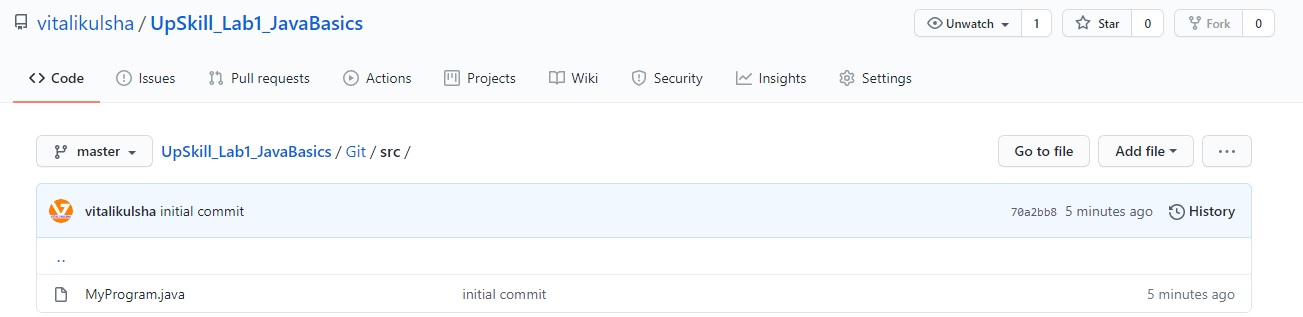 vitalikulsha / UpSkill_Lab1_JavaBasics Unwatch 1 Star 0 Fork 0
Code Issues Pull requests Actions Projects Wiki Security Insights Settings
master UpSkill_Lab1_JavaBasics / Git / src / Go to file Add file ...
vitalikulsha initial commit 70a2bb8 5 minutes ago History
..
MyProgram.java initial commit 5 minutes ago